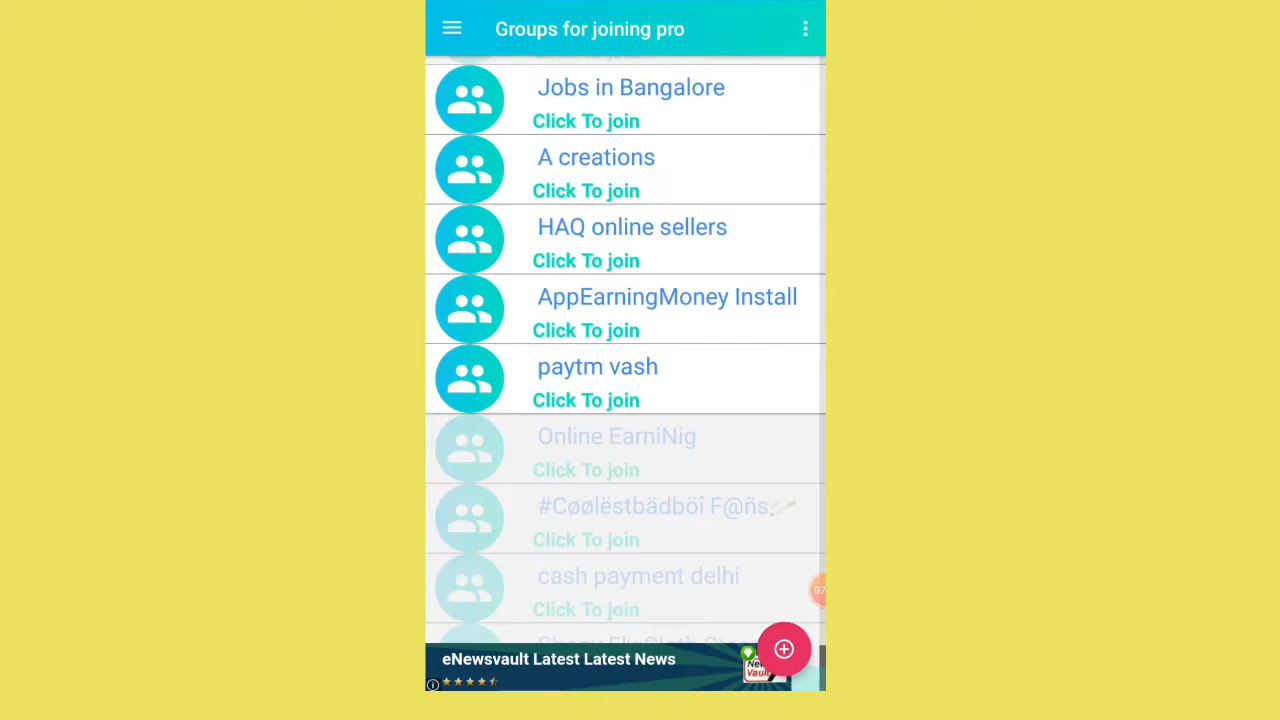 Groups for joining pro
Jobs in Bangalore
Click To join
A creations
Click To join
HAQ online sellers
Click To join
AppEarningMoney Install
Click To join
paytm vash
Click To join
Online EarniNig
Click To join
#Cøølëstbädböî F@ñs
Click To join
cash payment delhi
Click To join
eNewsvault Latest Latest News
07